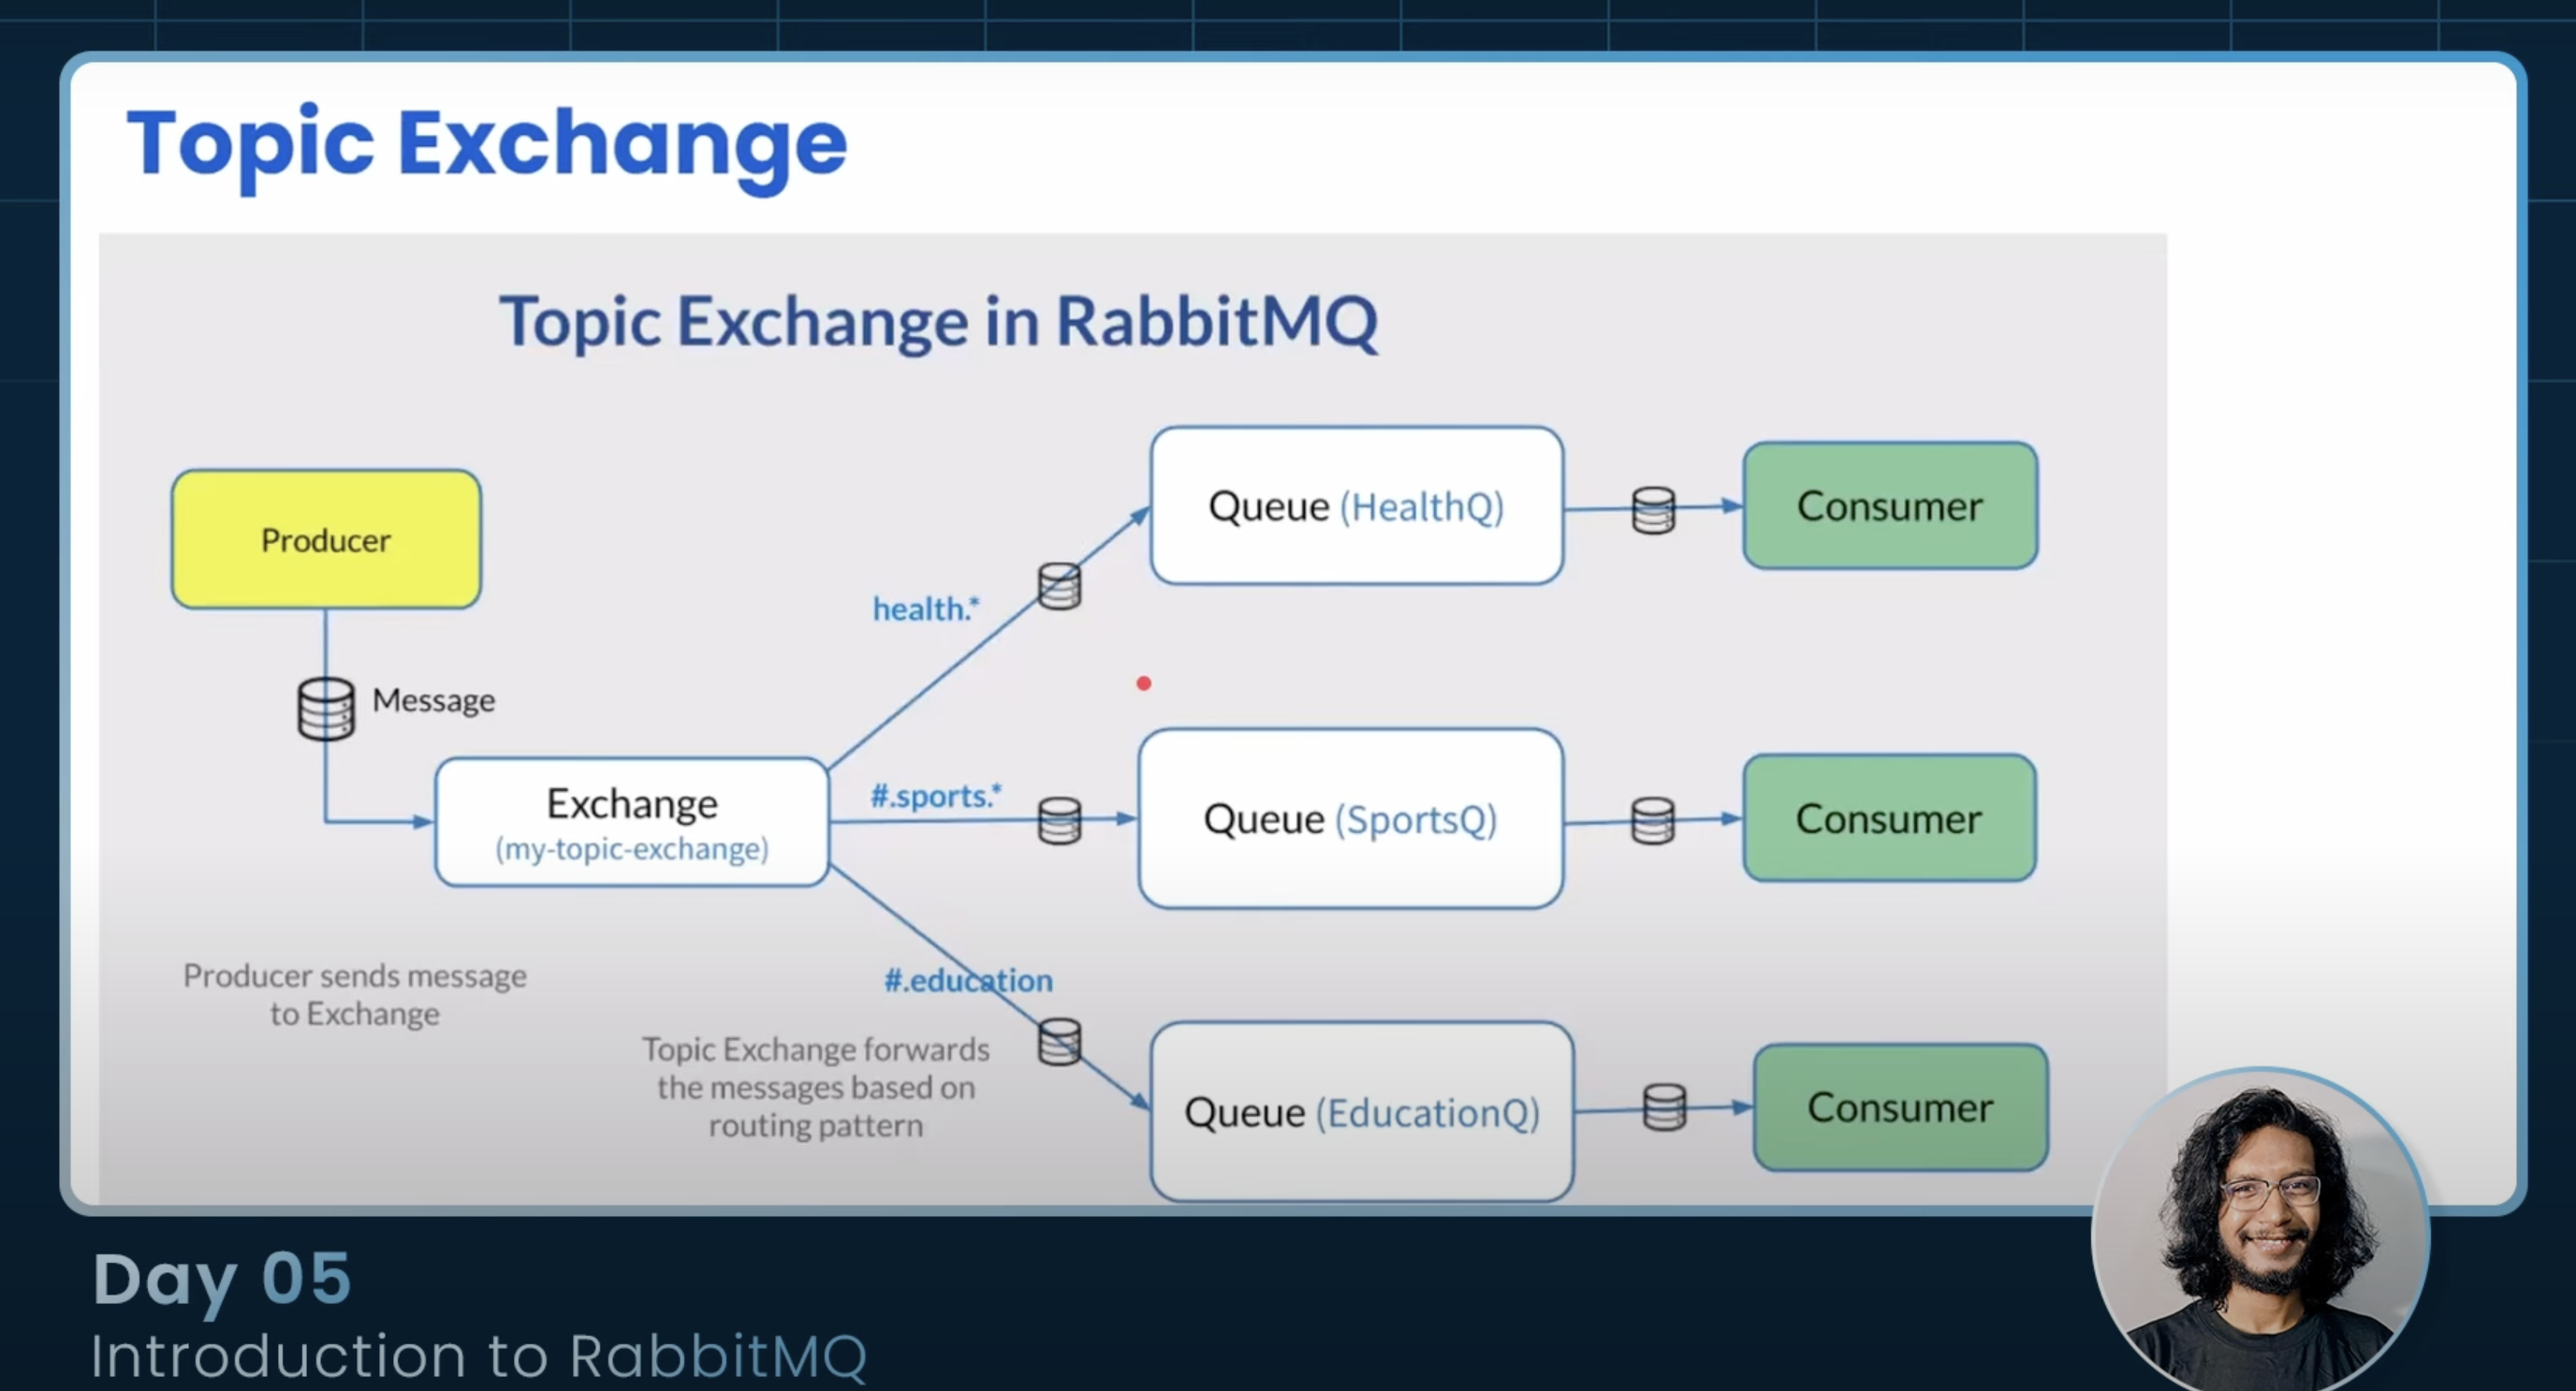 Topic Exchange
Topic Exchange in RabbitMQ
Producer
Message
Exchange
(my-topic-exchange)
health.*
#.sports.*
#.education
Queue (HealthQ)
Consumer
Queue (SportsQ)
Consumer
Queue (EducationQ)
Consumer
Producer sends message
to Exchange
Topic Exchange forwards
the messages based on
routing pattern
Day 05
Introduction to RabbitMQ